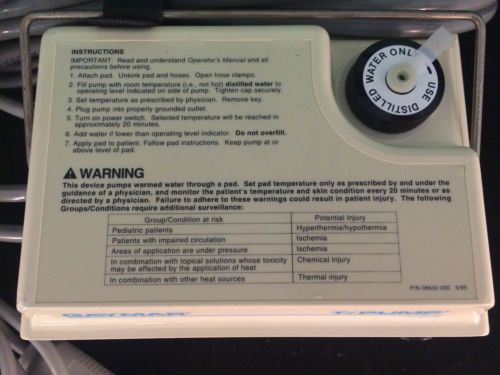 INSTRUCTIONS
IMPORTANT: Read and understand Operator's Manual and all
precautions before using.
1. Attach pad. Unkink pad and hoses. Open hose clamps.
2. Fill pump with room temperature (i.e., not hot) distilled water to
operating level indicated on side of pump. Tighten cap securely.
3. Set temperature as prescribed by physician. Remove key.
4. Plug pump into properly grounded outlet.
5. Turn on power switch. Selected temperature will be reached in
approximately 20 minutes.
6. Add water if lower than operating level indicator. Do not overfill.
7. Apply pad to patient. Follow pad instructions. Keep pump at or
above level of pad.
USE DISTILLED WATER ONLY
WARNING
This device pumps warmed water through a pad. Set pad temperature only as prescribed by and under the
guidance of a physician, and monitor the patient's temperature and skin condition every 20 minutes or as
directed by a physician. Failure to adhere to these warnings could result in patient injury. The following
Groups/Conditions require additional surveillance:
Group/Condition at risk Potential Injury
Pediatric patients Hyperthermia/hypothermia
Patients with impaired circulation Ischemia
Areas of application are under pressure Ischemia
In combination with topical solutions whose toxicity Chemical injury
may be affected by the application of heat
In combination with other heat sources Thermal injury
P/N 08633-000 5/95
GAYMAR T/PUMP